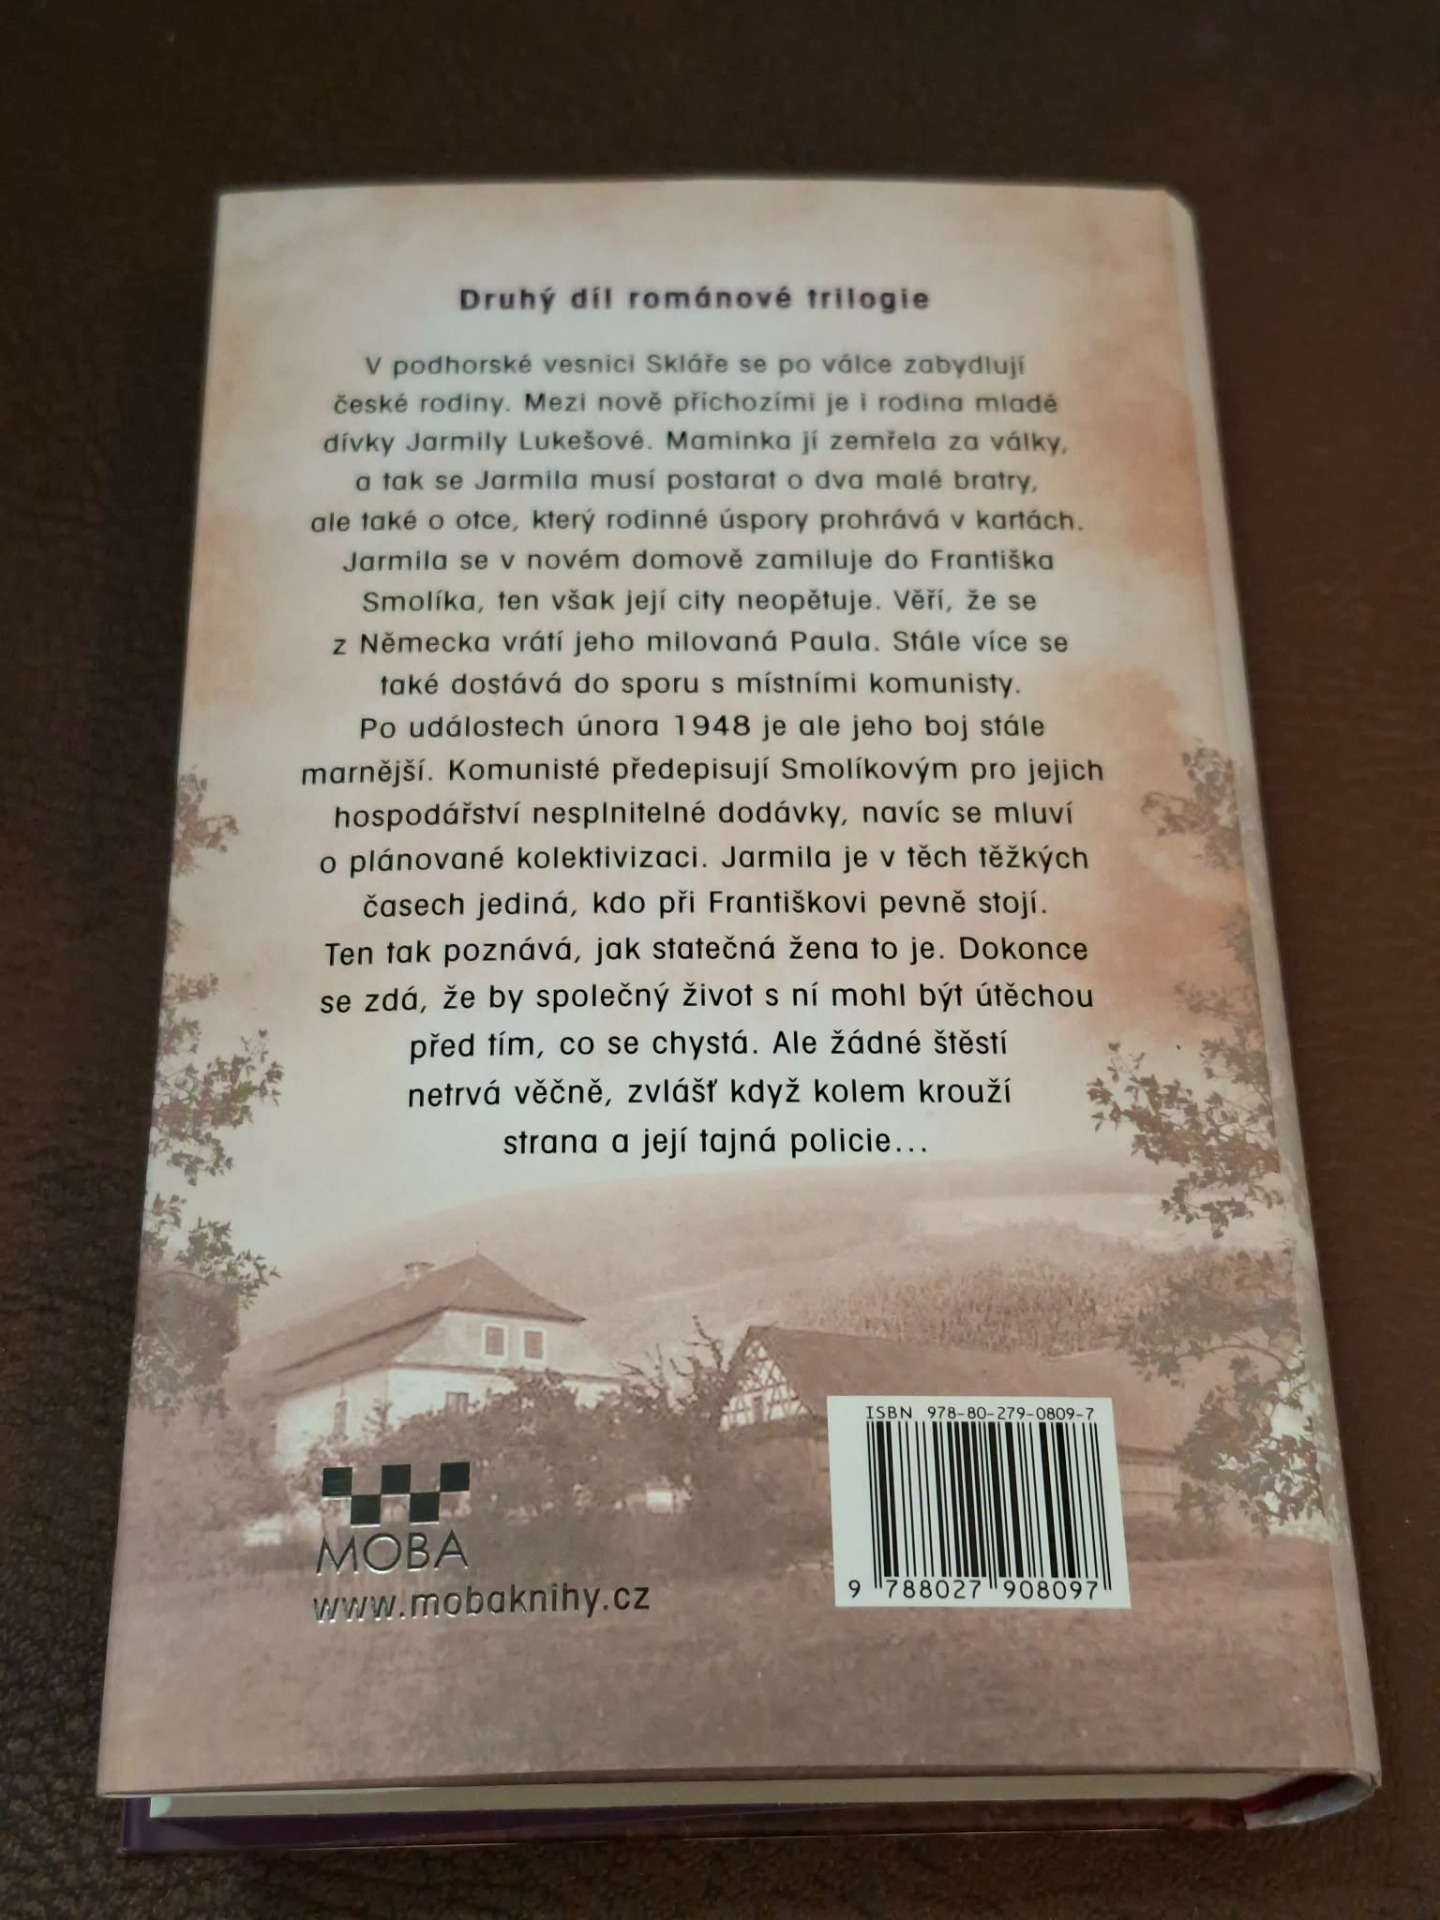 Druhý díl románové trilogie
V podhorské vesnici Skláře se po válce zabydlují
české rodiny. Mezi nově příchozími je i rodina mladé
dívky Jarmily Lukešové. Maminka jí zemřela za války,
a tak se Jarmila musí postarat o dva malé bratry,
ale také o otce, který rodinné úspory prohrává v kartách.
Jarmila se v novém domově zamiluje do Františka
Smolíka, ten však její city neopětuje. Věří, že se
z Německa vrátí jeho milovaná Paula. Stále více se
také dostává do sporu s místními komunisty.
Po událostech února 1948 je ale jeho boj stále
marnější. Komunisté předepisují Smolíkovým pro jejich
hospodářství nesplnitelné dodávky, navíc se mluví
o plánované kolektivizaci. Jarmila je v těch těžkých
časech jediná, kdo při Františkovi pevně stojí.
Ten tak poznává, jak statečná žena to je. Dokonce
se zdá, že by společný život s ní mohl být útěchou
před tím, co se chystá. Ale žádné štěstí
netrvá věčně, zvlášť když kolem krouží
strana a její tajná policie...
MOBA
www.mobaknihy.cz
ISBN 978-80-279-0809-7
9 788027 908097